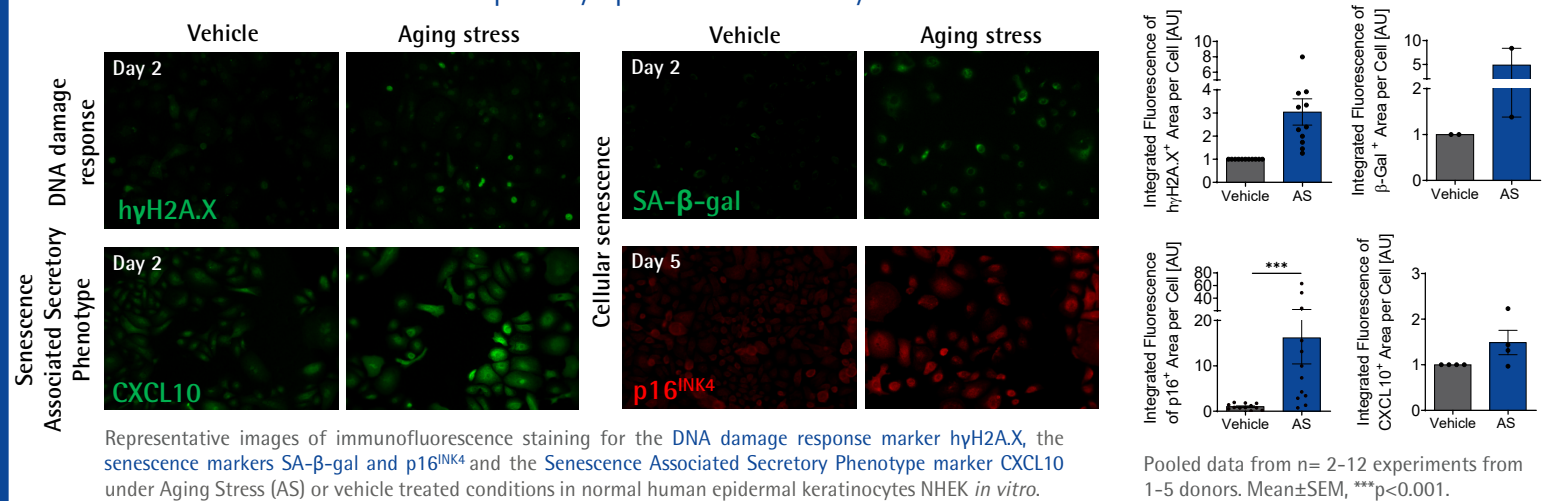 Vehicle
Aging stress
Vehicle
Aging stress
DNA damage
response
Day 2
hγH2A.X
Cellular senescence
Day 2
SA-β-gal
Senescence
Associated Secretory
Phenotype
Day 2
CXCL10
Day 5
p16INK4
Representative images of immunofluorescence staining for the DNA damage response marker hγH2A.X, the
senescence markers SA-β-gal and p16INK4 and the Senescence Associated Secretory Phenotype marker CXCL10
under Aging Stress (AS) or vehicle treated conditions in normal human epidermal keratinocytes NHEK in vitro.
Integrated Fluorescence of
hγH2A.X+ Area per Cell [AU]
10
8
6
4
3
2
1
0
Vehicle
AS
Integrated Fluorescence of
β-Gal + Area per Cell [AU]
10
5
2
1
0
Vehicle
AS
Integrated Fluorescence
of p16+ Area per Cell [AU]
80
60
40
20
10
0
***
Vehicle
AS
Integrated Fluorescence of
CXCL10+ Area per Cell [AU]
3
2
1
0
Vehicle
AS
Pooled data from n= 2-12 experiments from
1-5 donors. Mean±SEM, ***p<0.001.